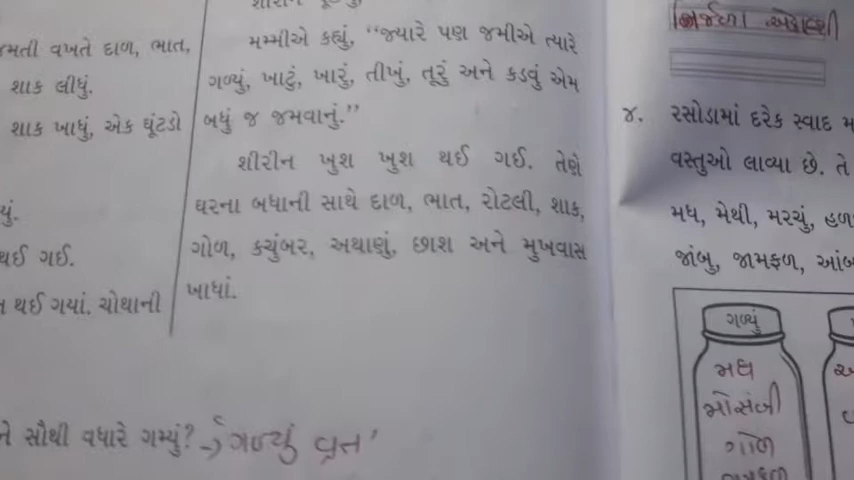 જમતી વખતે દાળ, ભાત,
શાક લીધું.
શાક ખાધું, એક ઘૂંટડો
થઈ ગઈ.
થઈ ગયાં. ચોથાની
મમ્મીએ કહ્યું, “જ્યારે પણ જમીએ ત્યારે
ગળ્યું, ખાટું, ખારું, તીખું, તૂરું અને કડવું એમ
બધું જ જમવાનું.”
શીરીન ખુશ ખુશ થઈ ગઈ. તેણે
ઘરના બધાની સાથે દાળ, ભાત, રોટલી, શાક,
ગોળ, કચુંબર, અથાણું, છાશ અને મુખવાસ
ખાધાં.
સૌથી વધારે ગમ્યું? → ગળ્યું વ્રત
૪. રસોડામાં દરેક સ્વાદ
વસ્તુઓ લાવ્યા છે. તે
મધ, મેથી, મરચું,
જાંબુ, જામફળ,
ગળ્યું
મધ
મોસંબી
ગોળ